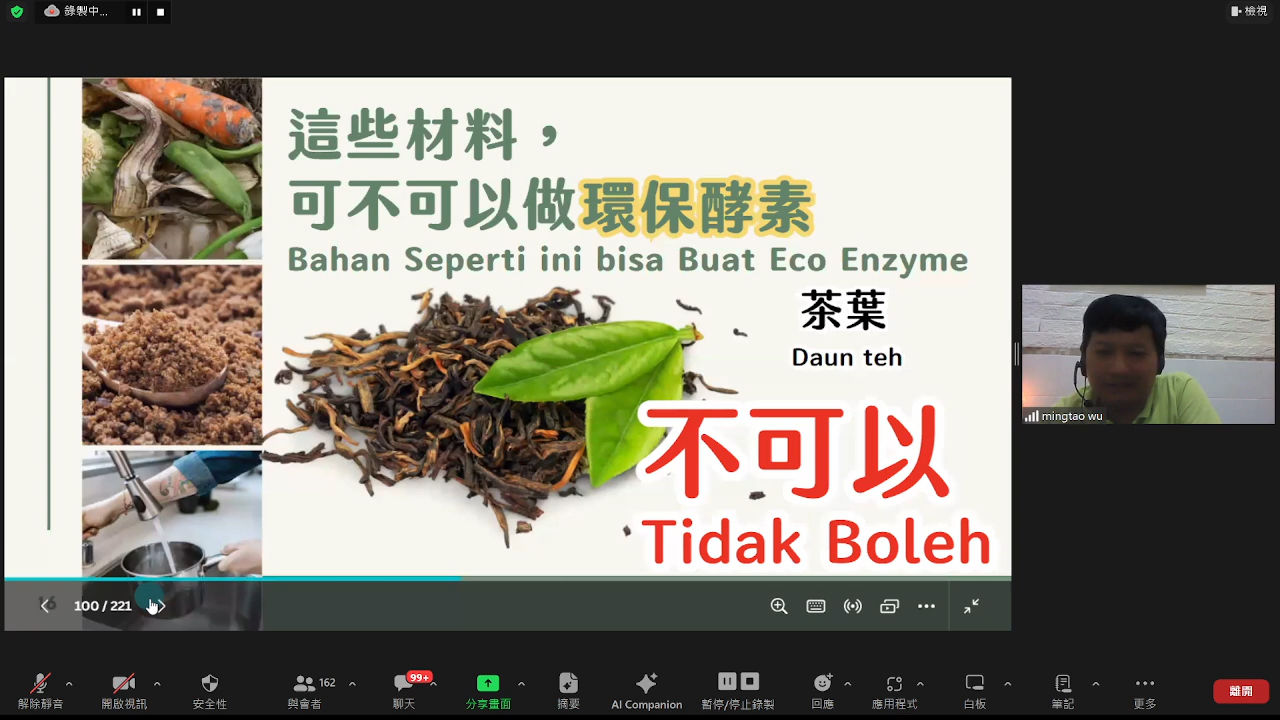 錄製中...
檢視
這些材料，
可不可以做環保酵素
Bahan Seperti ini bisa Buat Eco Enzyme
茶葉
Daun teh
不可以
Tidak Boleh
mingtao wu
16
100 / 221
162
99+
解除靜音
開啟視訊
安全性
與會者
聊天
分享畫面
摘要
AI Companion
暫停/停止錄製
回應
應用程式
白板
筆記
更多
離開